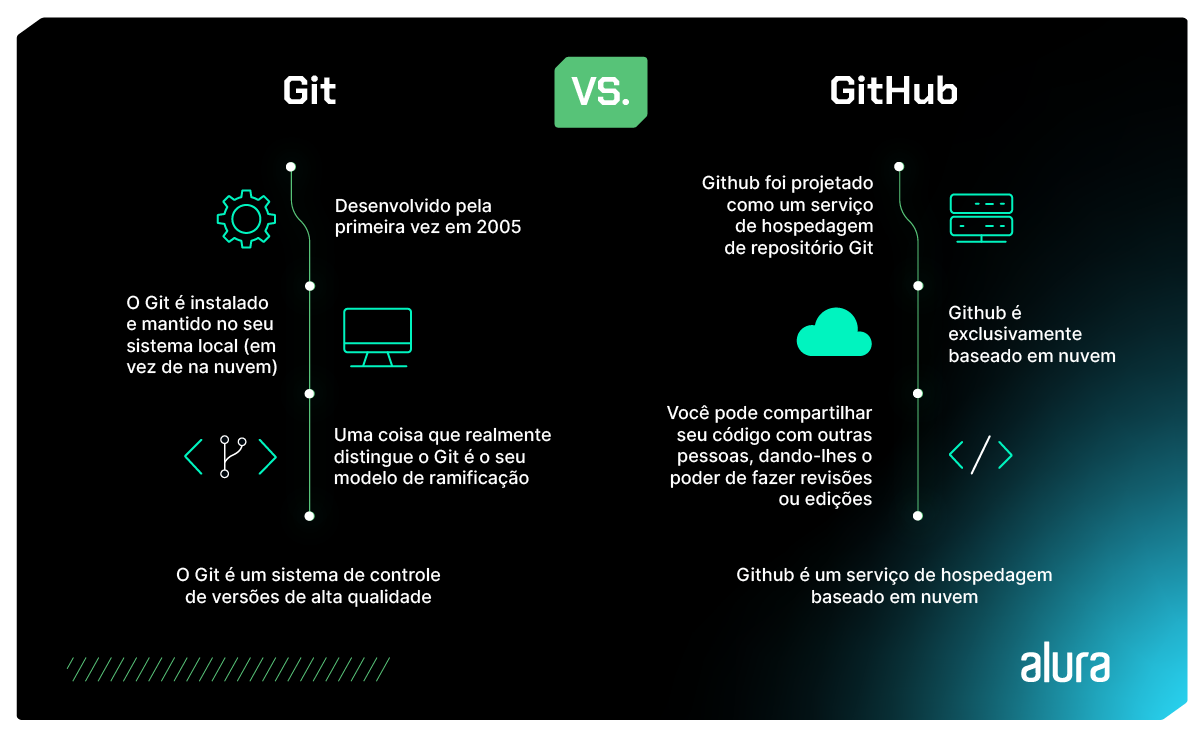 Git
VS.
GitHub
Desenvolvido pela
primeira vez em 2005
O Git é instalado
e mantido no seu
sistema local (em
vez de na nuvem)
Uma coisa que realmente
distingue o Git é o seu
modelo de ramificação
O Git é um sistema de controle
de versões de alta qualidade
Github foi projetado
como um serviço
de hospedagem
de repositório Git
Github é
exclusivamente
baseado em nuvem
Você pode compartilhar
seu código com outras
pessoas, dando-lhes o
poder de fazer revisões
ou edições
Github é um serviço de hospedagem
baseado em nuvem
alura